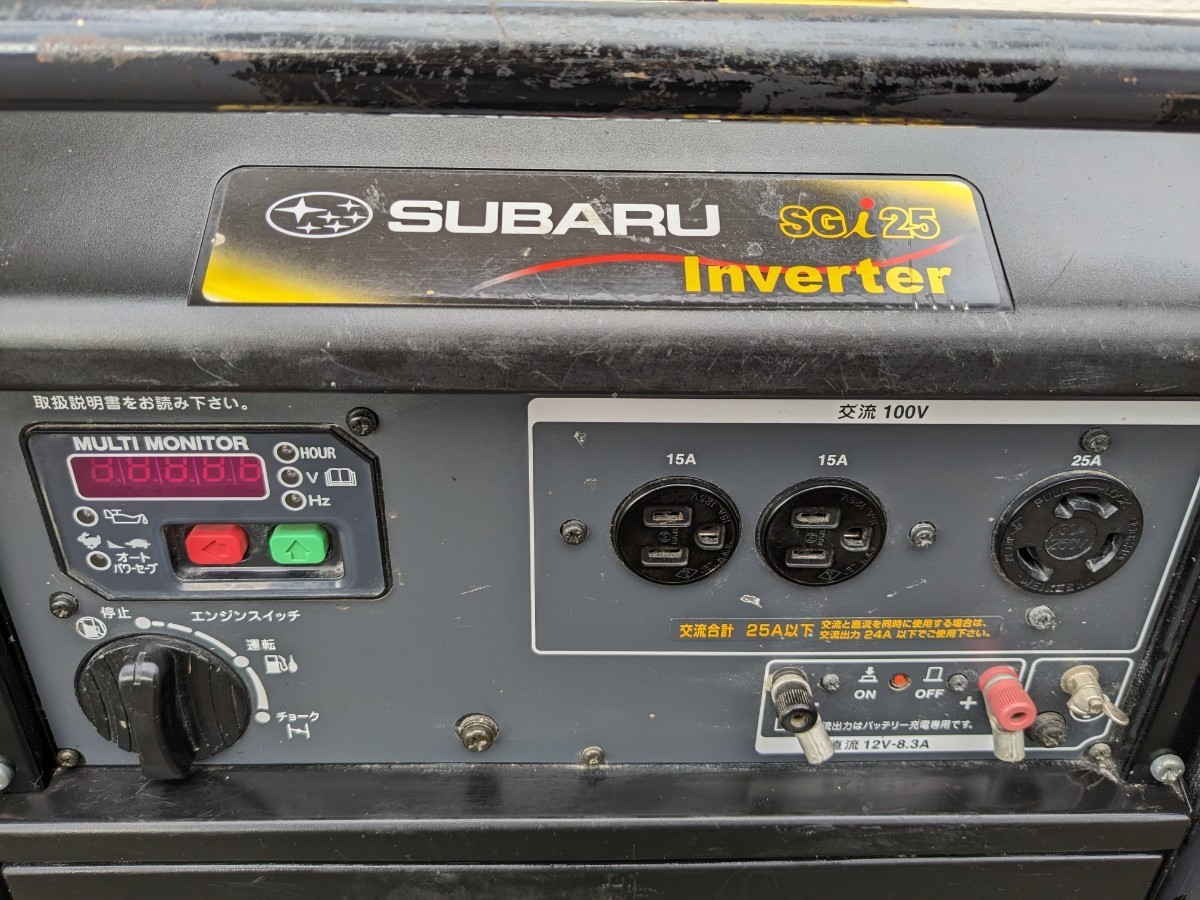 SUBARU
SGi25
Inverter
取扱説明書をお読み下さい。
MULTI MONITOR
HOUR
V
Hz
オート
パワーセーブ
停止
エンジンスイッチ
運転
チョーク
交流 100V
15A
15A
25A
15A 125V
15A 125V
交流合計 25A以下
交流と直流を同時に使用する場合は、
交流出力 24A 以下でご使用下さい。
ON
OFF
+
流出力はバッテリー充電専用です。
直流 12V-8.3A